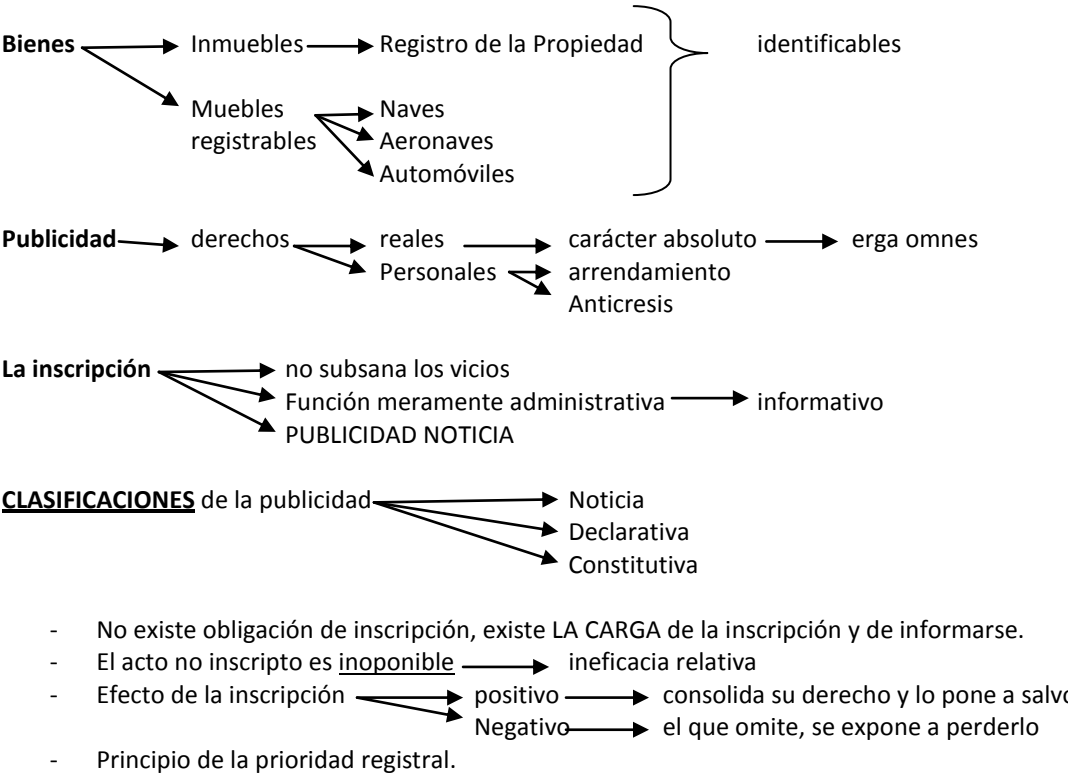 Bienes Inmuebles Registro de la Propiedad identificables
Muebles Naves
registrables Aeronaves
Automóviles
Publicidad derechos reales carácter absoluto erga omnes
Personales arrendamiento
Anticresis
La inscripción no subsana los vicios
Función meramente administrativa informativo
PUBLICIDAD NOTICIA
CLASIFICACIONES de la publicidad Noticia
Declarativa
Constitutiva
- No existe obligación de inscripción, existe LA CARGA de la inscripción y de informarse.
- El acto no inscripto es inoponible ineficacia relativa
- Efecto de la inscripción positivo consolida su derecho y lo pone a salvo
Negativo el que omite, se expone a perderlo
- Principio de la prioridad registral.